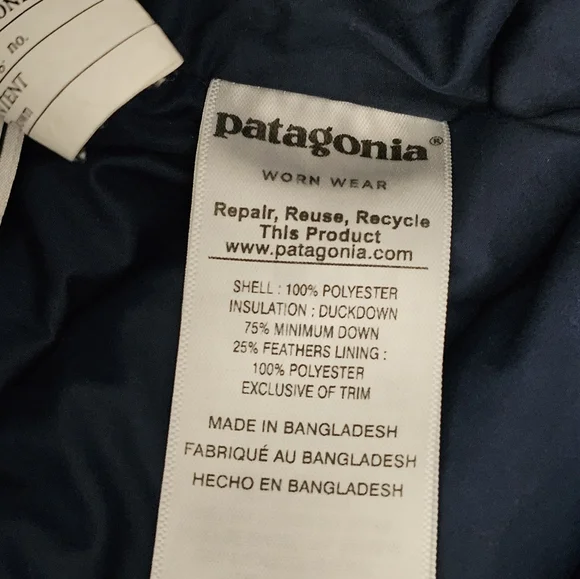 no.
patagonia®
WORN WEAR
Repair, Reuse, Recycle
This Product
www.patagonia.com
SHELL : 100% POLYESTER
INSULATION : DUCKDOWN
75% MINIMUM DOWN
25% FEATHERS LINING :
100% POLYESTER
EXCLUSIVE OF TRIM
MADE IN BANGLADESH
FABRIQUÉ AU BANGLADESH
HECHO EN BANGLADESH